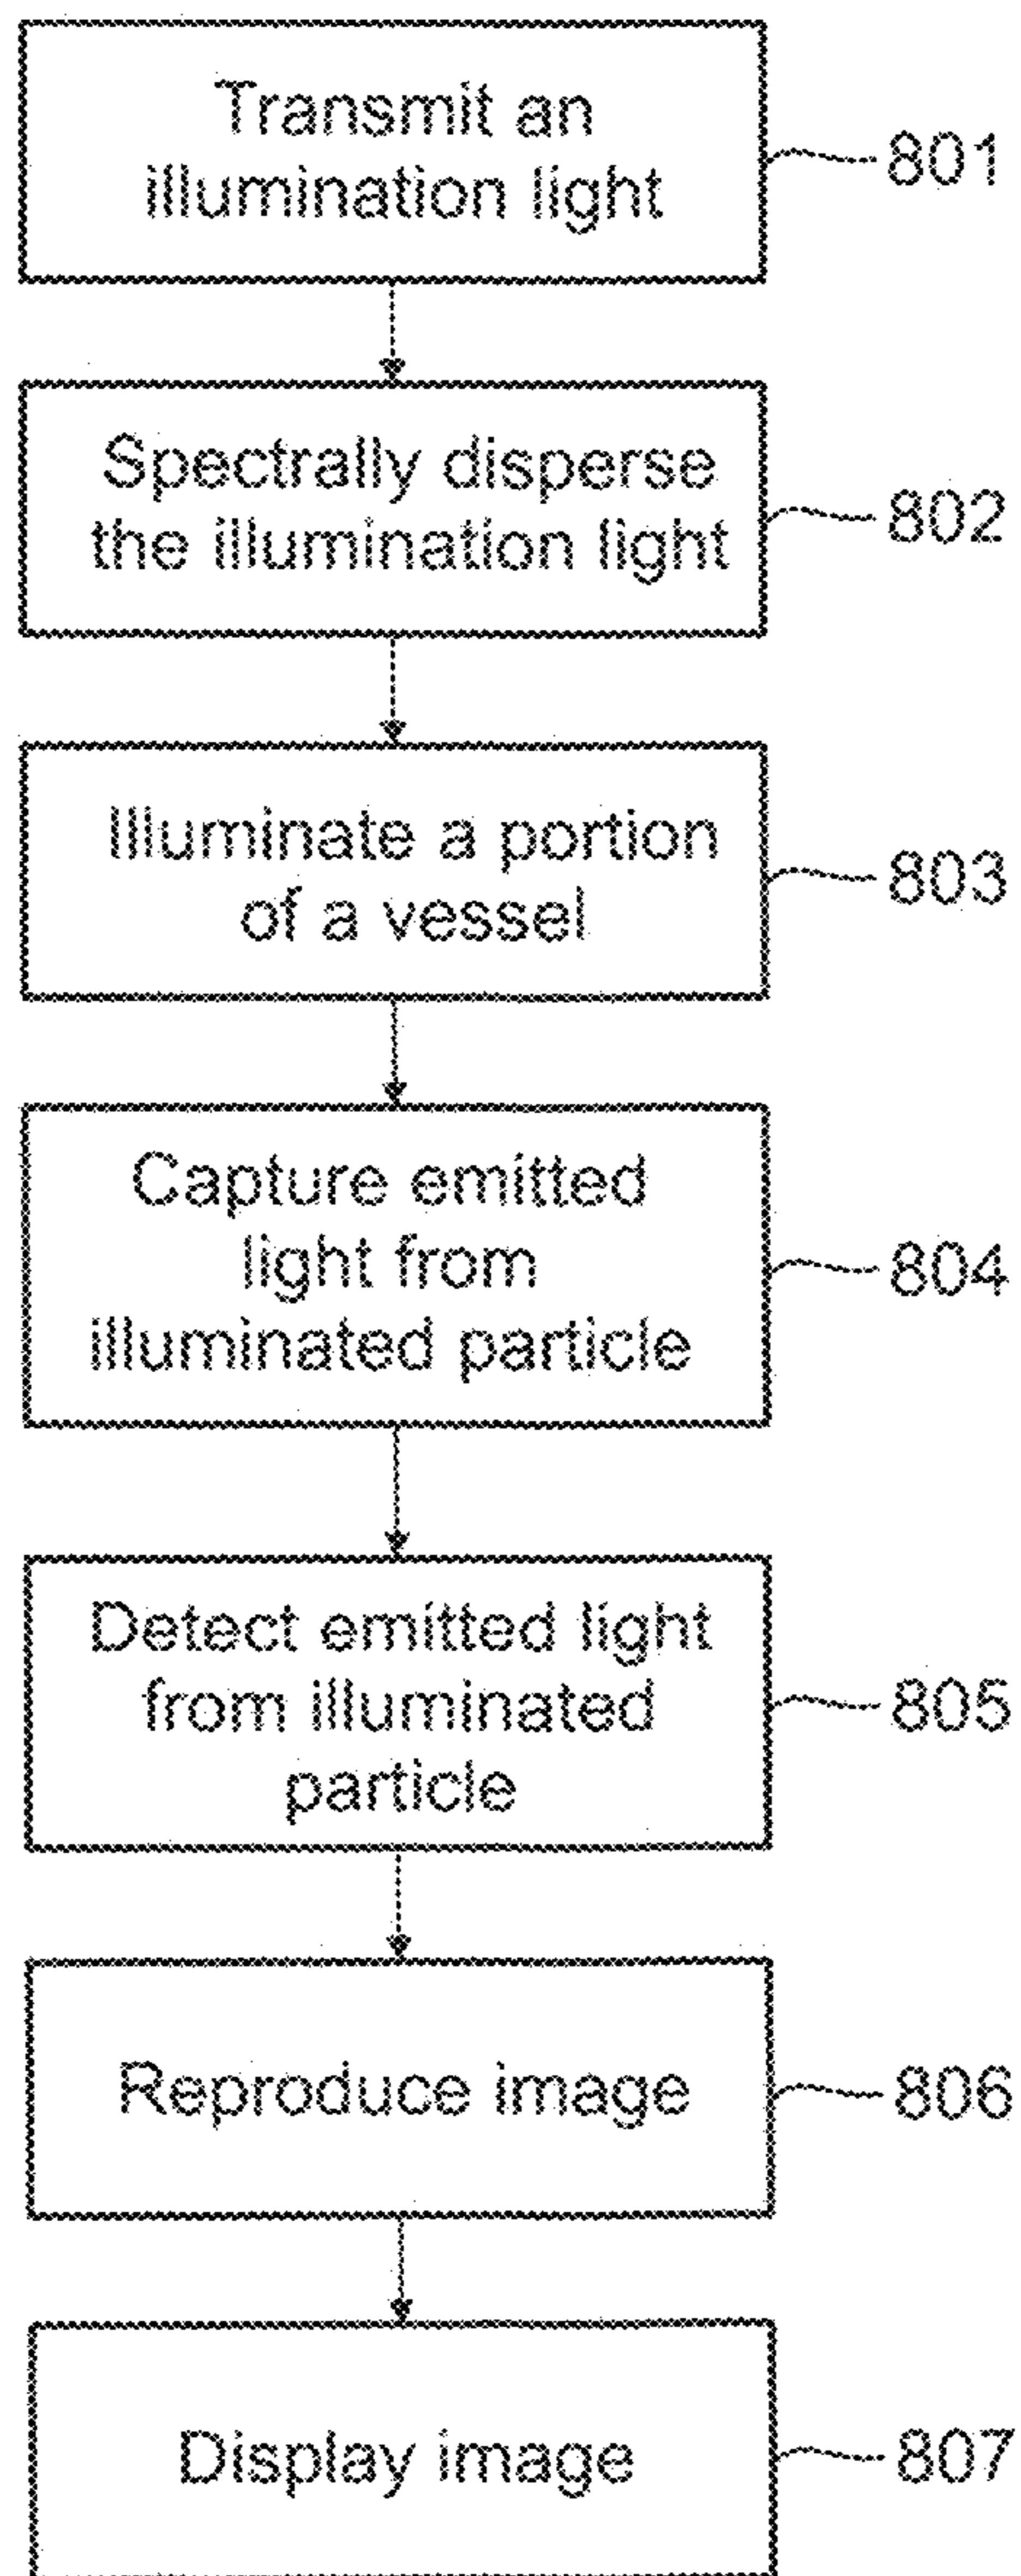 Transmit an
illumination light
801
Spectrally disperse
the illumination light
802
Illuminate a portion
of a vessel
803
Capture emitted
light from
illuminated particle
804
Detect emitted light
from illuminated
particle
805
Reproduce image
806
Display image
807